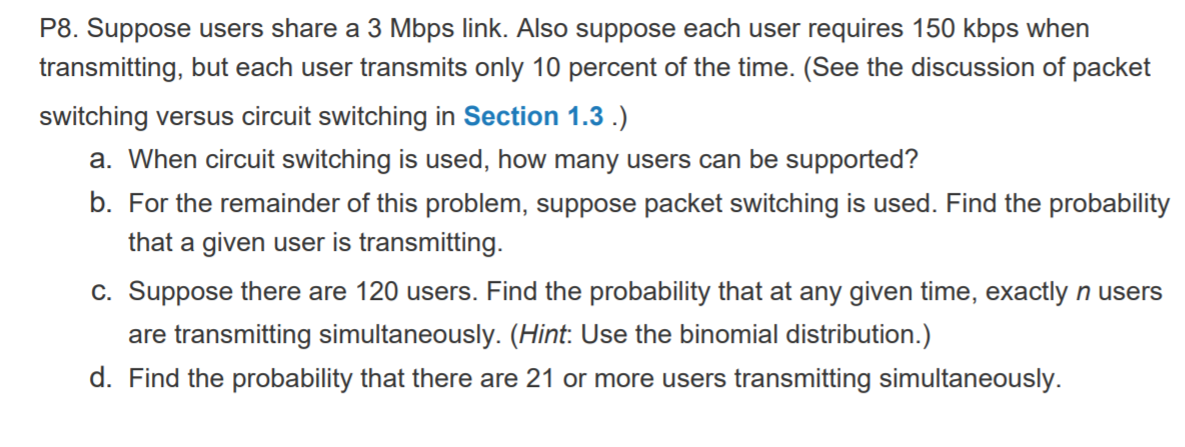 P8. Suppose users share a 3 Mbps link. Also suppose each user requires 150 kbps when
transmitting, but each user transmits only 10 percent of the time. (See the discussion of packet
switching versus circuit switching in Section 1.3 .)
a. When circuit switching is used, how many users can be supported?
b. For the remainder of this problem, suppose packet switching is used. Find the probability
that a given user is transmitting.
c. Suppose there are 120 users. Find the probability that at any given time, exactly n users
are transmitting simultaneously. (Hint: Use the binomial distribution.)
d. Find the probability that there are 21 or more users transmitting simultaneously.